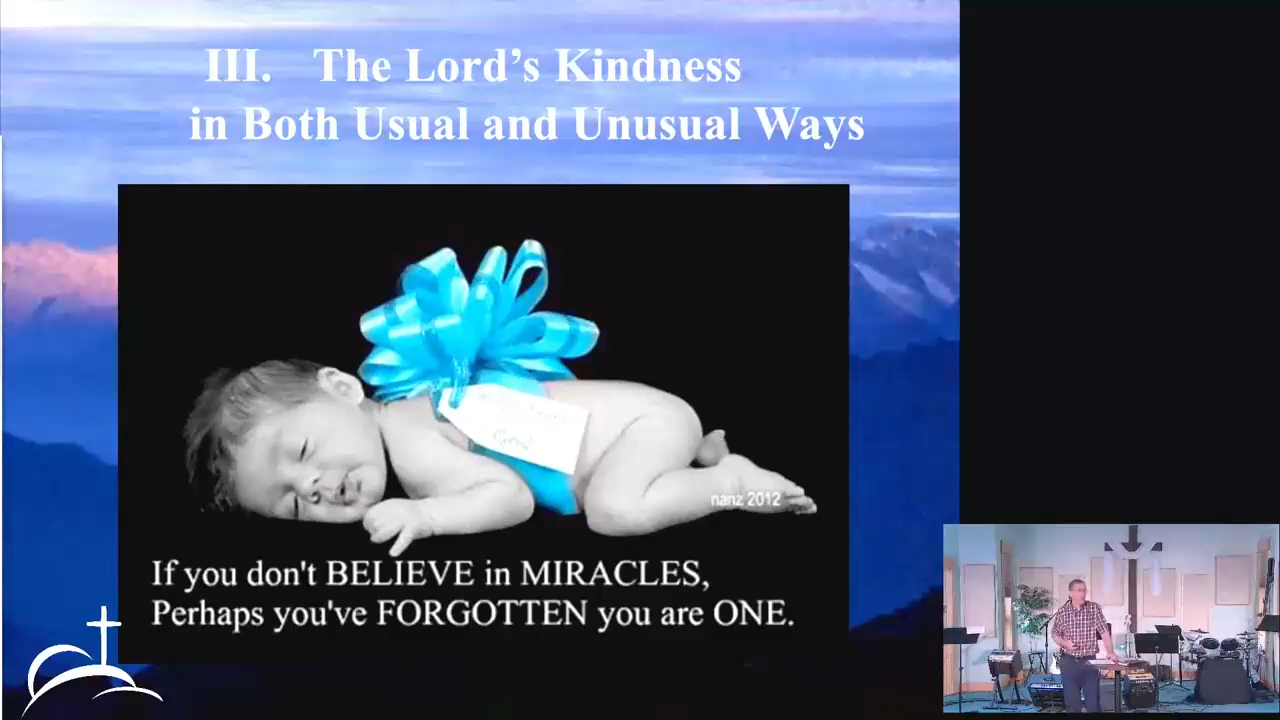 III. The Lord’s Kindness
in Both Usual and Unusual Ways
God
nanz 2012
If you don't BELIEVE in MIRACLES,
Perhaps you've FORGOTTEN you are ONE.